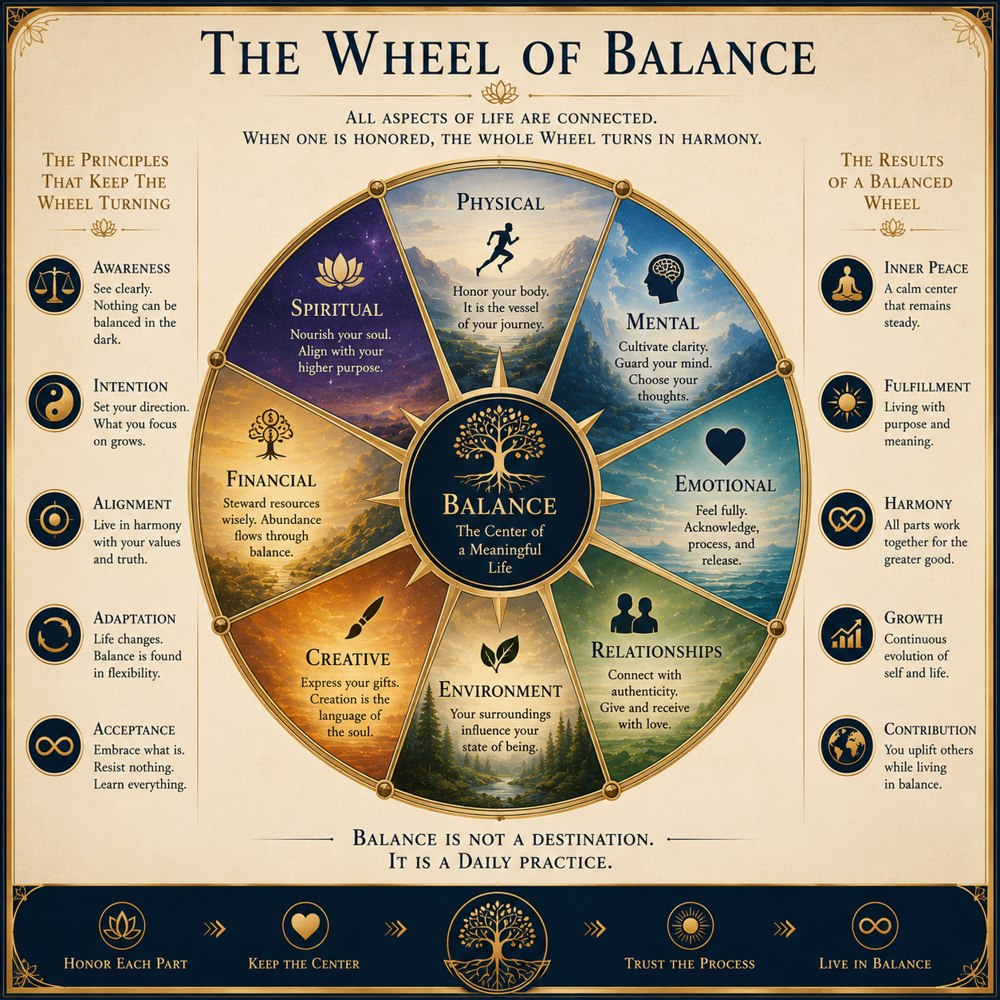 The Wheel of Balance
All aspects of life are connected.
When one is honored, the whole Wheel turns in harmony.
The Principles
That Keep The
Wheel Turning
Awareness
See clearly.
Nothing can be
balanced in the
dark.
Intention
Set your direction.
What you focus
on grows.
Alignment
Live in harmony
with your values
and truth.
Adaptation
Life changes.
Balance is found
in flexibility.
Acceptance
Embrace what is.
Resist nothing.
Learn everything.
Physical
Honor your body.
It is the vessel
of your journey.
Mental
Cultivate clarity.
Guard your mind.
Choose your
thoughts.
Emotional
Feel fully.
Acknowledge,
process, and
release.
Relationships
Connect with
authenticity.
Give and receive
with love.
Environment
Your surroundings
influence your
state of being.
Creative
Express your gifts.
Creation is the
language of
the soul.
Financial
Steward resources
wisely. Abundance
flows through
balance.
Spiritual
Nourish your soul.
Align with your
higher purpose.
Balance
The Center of
a Meaningful
Life
The Results
of a Balanced
Wheel
Inner Peace
A calm center
that remains
steady.
Fulfillment
Living with
purpose and
meaning.
Harmony
All parts work
together for the
greater good.
Growth
Continuous
evolution of
self and life.
Contribution
You uplift others
while living
in balance.
Balance is not a destination.
It is a Daily practice.
Honor Each Part
Keep the Center
Trust the Process
Live in Balance